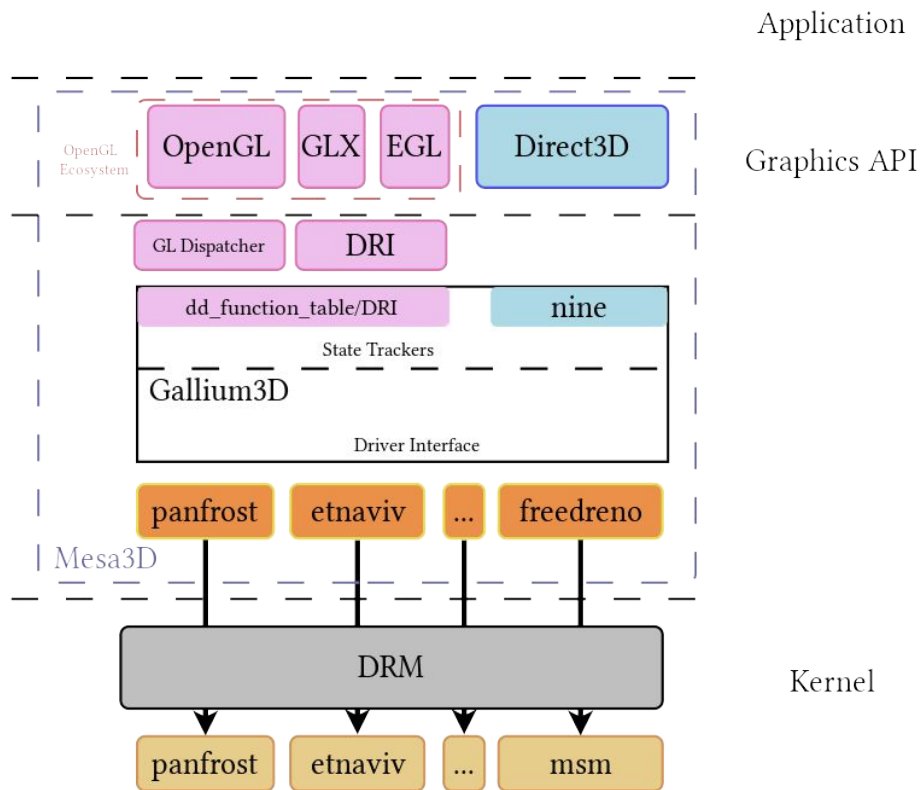 Application
OpenGL
Ecosystem
OpenGL
GLX
EGL
Direct3D
Graphics API
GL Dispatcher
DRI
dd_function_table/DRI
nine
State Trackers
Gallium3D
Driver Interface
panfrost
etnaviv
...
freedreno
Mesa3D
DRM
Kernel
panfrost
etnaviv
...
msm